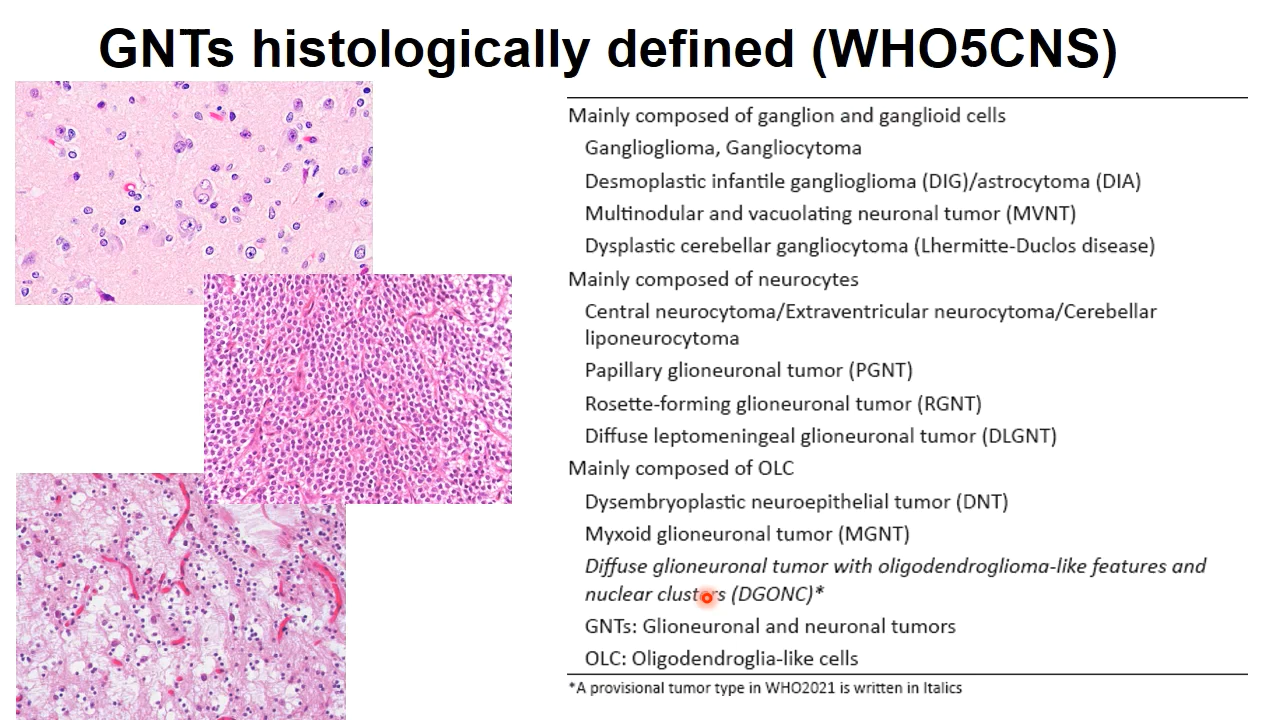 GNTs histologically defined (WHO5CNS)
Mainly composed of ganglion and ganglioid cells
Ganglioglioma, Gangliocytoma
Desmoplastic infantile ganglioglioma (DIG)/astrocytoma (DIA)
Multinodular and vacuolating neuronal tumor (MVNT)
Dysplastic cerebellar gangliocytoma (Lhermitte-Duclos disease)
Mainly composed of neurocytes
Central neurocytoma/Extraventricular neurocytoma/Cerebellar
liponeurocytoma
Papillary glioneuronal tumor (PGNT)
Rosette-forming glioneuronal tumor (RGNT)
Diffuse leptomeningeal glioneuronal tumor (DLGNT)
Mainly composed of OLC
Dysembryoplastic neuroepithelial tumor (DNT)
Myxoid glioneuronal tumor (MGNT)
Diffuse glioneuronal tumor with oligodendroglioma-like features and
nuclear clusters (DGONC)*
GNTs: Glioneuronal and neuronal tumors
OLC: Oligodendroglia-like cells
*A provisional tumor type in WHO2021 is written in Italics